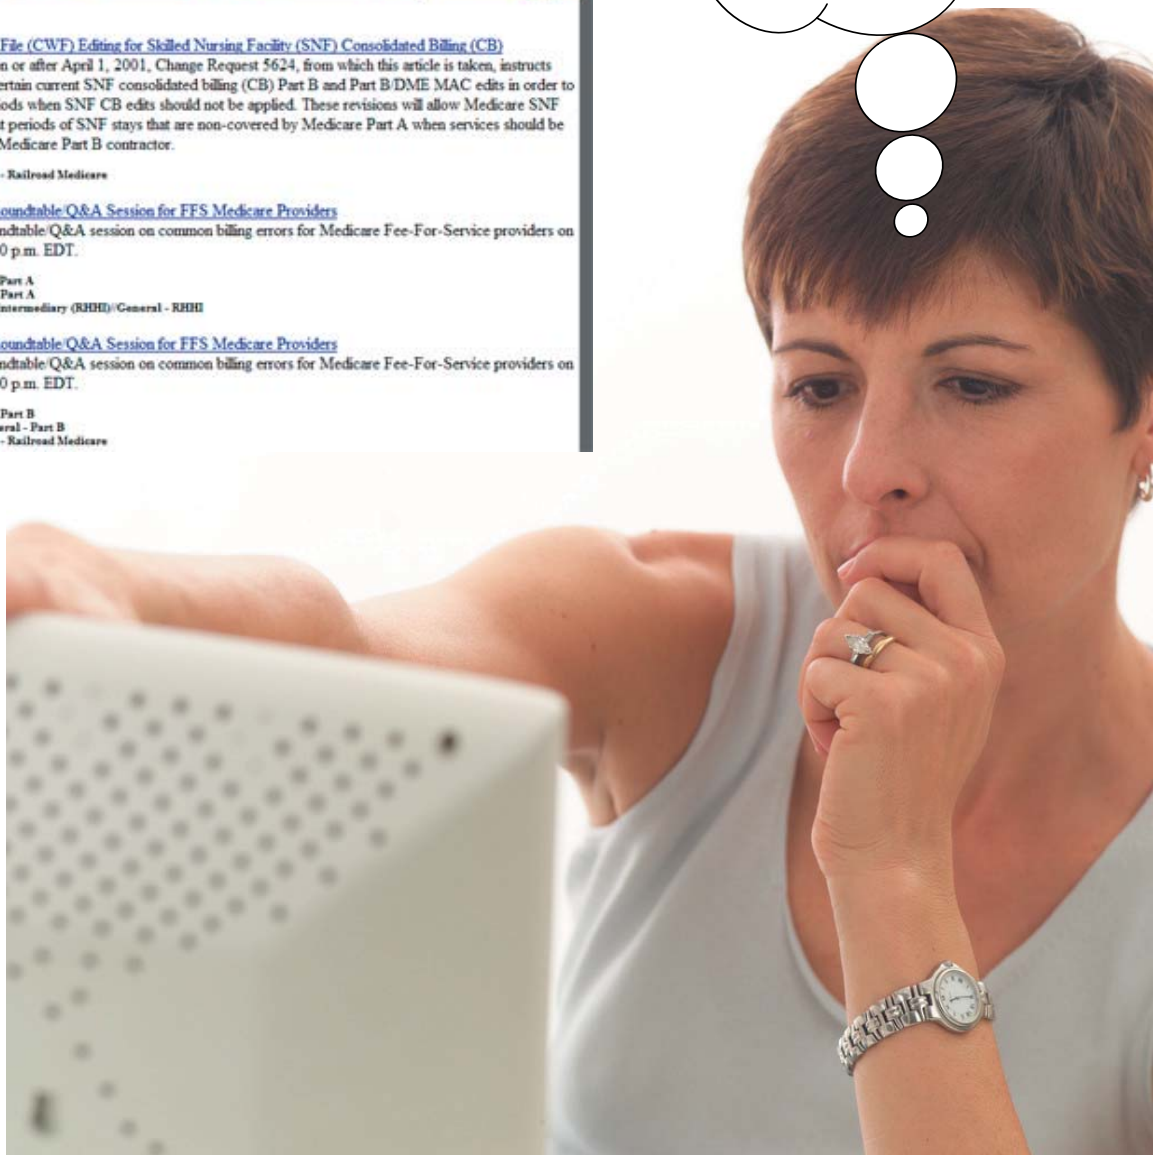 File (CWF) Editing for Skilled Nursing Facility (SNF) Consolidated Billing (CB)
n or after April 1, 2001, Change Request 5624, from which this article is taken, instructs
ertain current SNF consolidated billing (CB) Part B and Part B/DME MAC edits in order to
ods when SNF CB edits should not be applied. These revisions will allow Medicare SNF
t periods of SNF stays that are non-covered by Medicare Part A when services should be
Medicare Part B contractor.
- Railroad Medicare
oundtable/Q&A Session for FFS Medicare Providers
ndtable/Q&A session on common billing errors for Medicare Fee-For-Service providers on
0 p.m. EDT.
Part A
Part A
ntermediary (RHHI)/General - RHHI
oundtable/Q&A Session for FFS Medicare Providers
ndtable/Q&A session on common billing errors for Medicare Fee-For-Service providers on
0 p.m. EDT.
Part B
eral - Part B
- Railroad Medicare